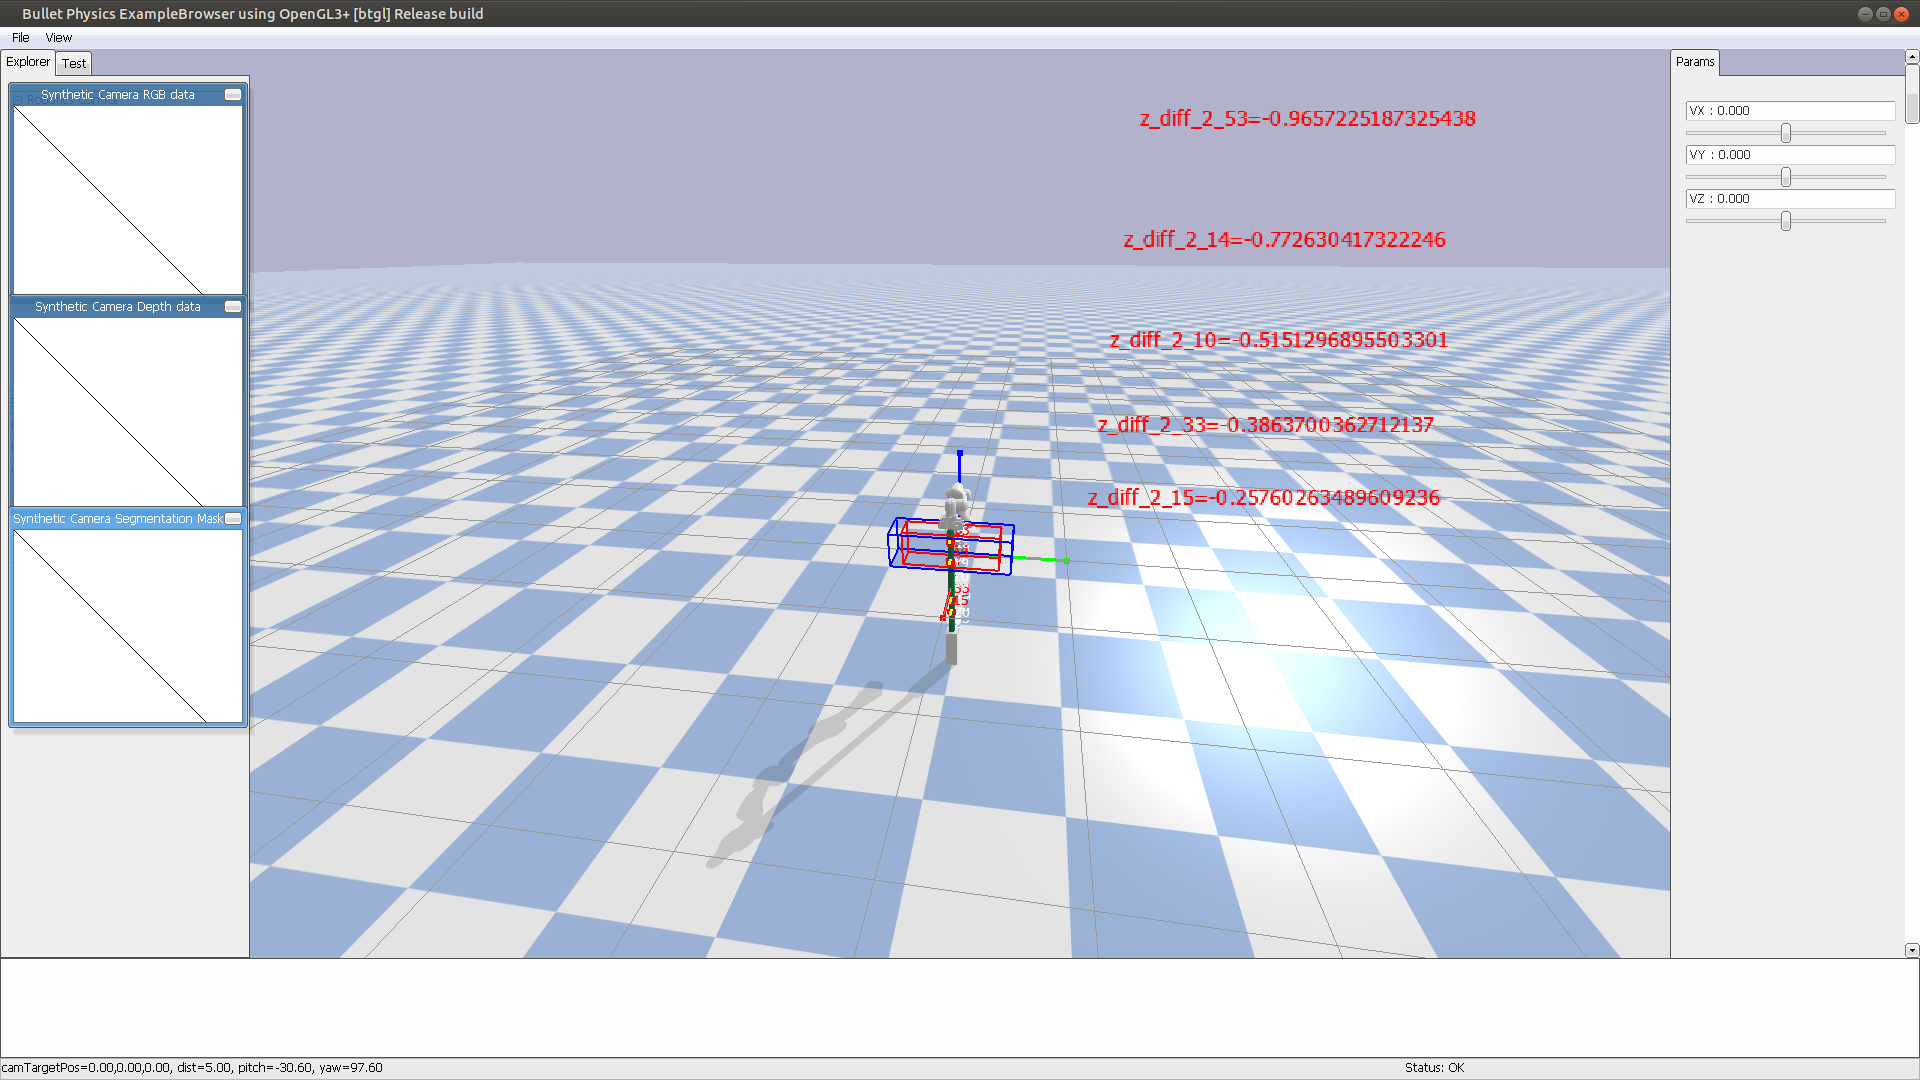 Bullet Physics ExampleBrowser using OpenGL3+ [btgl] Release build
File View
Explorer Test
Params
Synthetic Camera RGB data
Synthetic Camera Depth data
Synthetic Camera Segmentation Mask
z_diff_2_53=-0.9657225187325438
z_diff_2_14=-0.772630417322246
z_diff_2_10=-0.5151296895503301
z_diff_2_33=-0.3863700362712137
z_diff_2_15=-0.25760263489609236
33
15
VX : 0.000
VY : 0.000
VZ : 0.000
camTargetPos=0.00,0.00,0.00, dist=5.00, pitch=-30.60, yaw=97.60
Status: OK